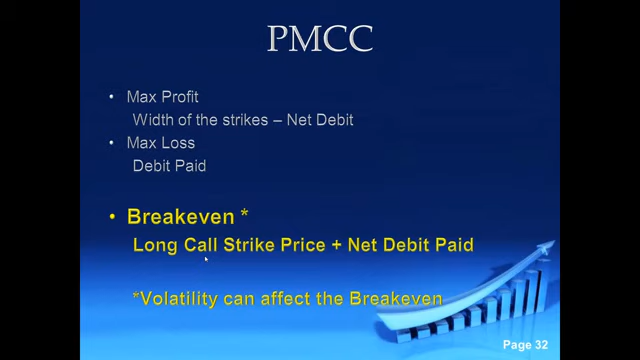 PMCC
• Max Profit
Width of the strikes – Net Debit
• Max Loss
Debit Paid
• Breakeven *
Long Call Strike Price + Net Debit Paid
*Volatility can affect the Breakeven
Page 32